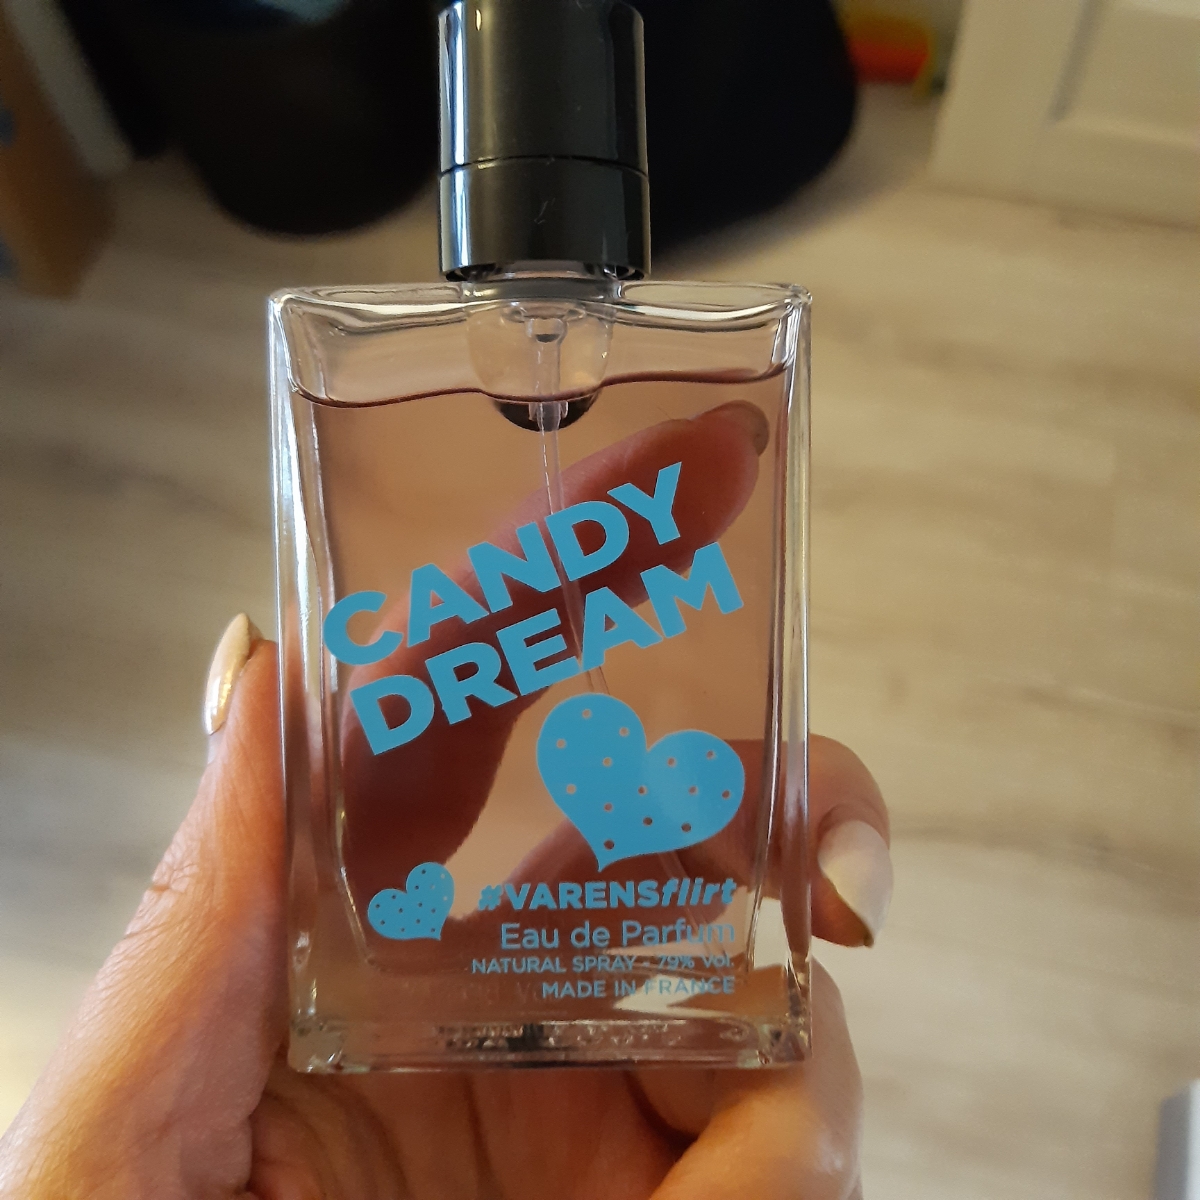 CANDY
DREAM
#VARENSflirt
Eau de Parfum
NATURAL SPRAY - 79% vol.
MADE IN FRANCE